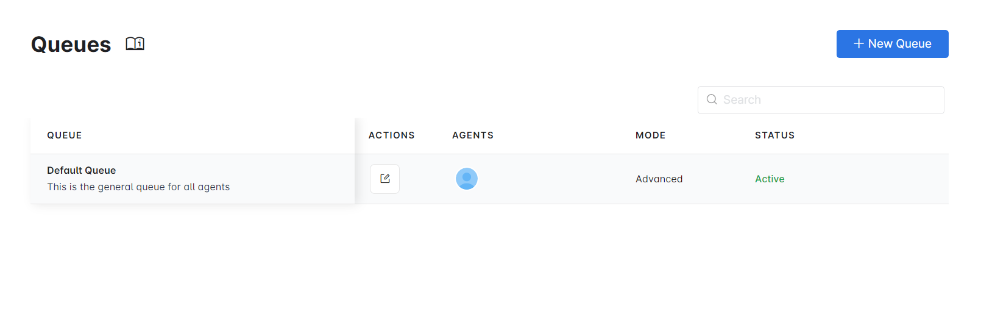 Queues
+ New Queue
Search
QUEUE ACTIONS AGENTS MODE STATUS
Default Queue
This is the general queue for all agents
Advanced
Active